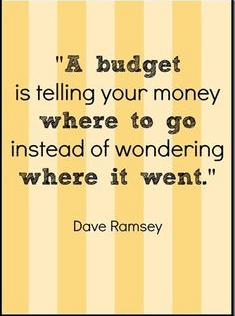 "A budget
is telling your money
where to go
instead of wondering
where it went."
Dave Ramsey